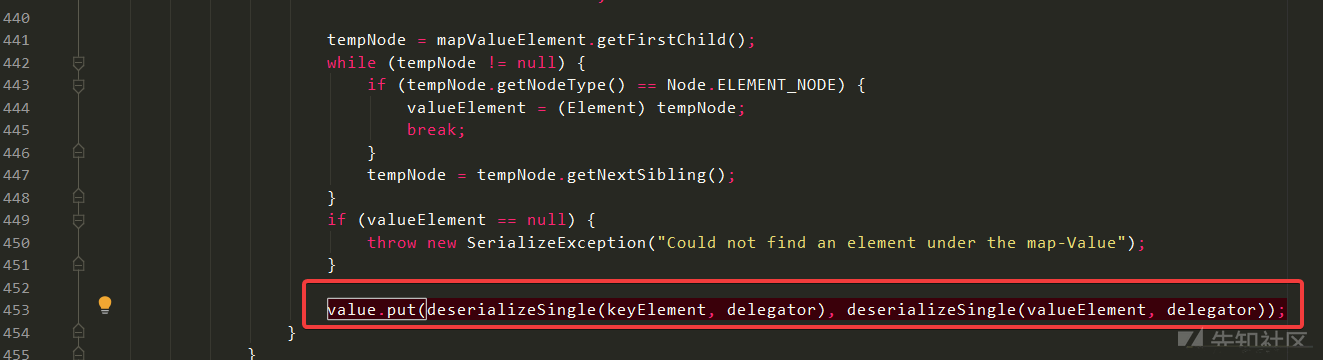 440
441 tempNode = mapValueElement.getFirstChild();
442 while (tempNode != null) {
443 if (tempNode.getNodeType() == Node.ELEMENT_NODE) {
444 valueElement = (Element) tempNode;
445 break;
446 }
447 tempNode = tempNode.getNextSibling();
448 }
449 if (valueElement == null) {
450 throw new SerializeException("Could not find an element under the map-Value");
451 }
452
453 value.put(deserializeSingle(keyElement, delegator), deserializeSingle(valueElement, delegator));
454 }
455 }
先知社区